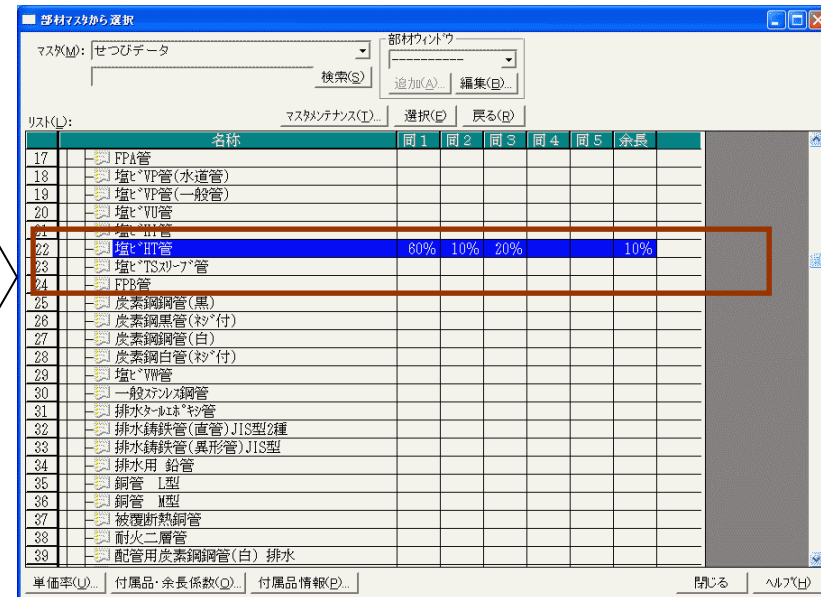 部材マスタから選択
マスタ(M): せつびデータ
部材ウィンドウ
----------
検索(S) 追加(A)... 編集(B)...
リスト(L): マスタメンテナンス(T)... 選択(E) 戻る(R)
名称 同1 同2 同3 同4 同5 余長
17 FPA管
18 塩ビVP管(水道管)
19 塩ビVP管(一般管)
20 塩ビVU管
21 塩ビHI管
22 塩ビHT管 60% 10% 20% 10%
23 塩ビTSスリーブ管
24 FPB管
25 炭素鋼鋼管(黒)
26 炭素鋼黒管(ネジ付)
27 炭素鋼鋼管(白)
28 炭素鋼白管(ネジ付)
29 塩ビVW管
30 一般ステンレス鋼管
31 排水タールエポキシ管
32 排水鋳鉄管(直管)JIS型2種
33 排水鋳鉄管(異形管)JIS型
34 排水用 鉛管
35 銅管 L型
36 銅管 M型
37 被覆断熱銅管
38 耐火二層管
39 配管用炭素鋼鋼管(白) 排水
単価率(U)... 付属品・余長係数(O)... 付属品情報(P)... 閉じる ヘルプ(H)